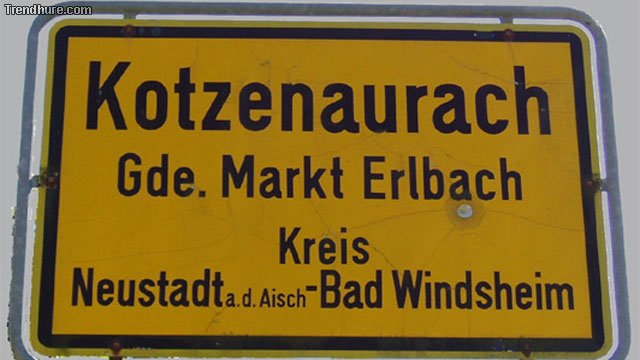 Trendhure.com
Kotzenaurach
Gde. Markt Erlbach
Kreis
Neustadt a.d. Aisch-Bad Windsheim